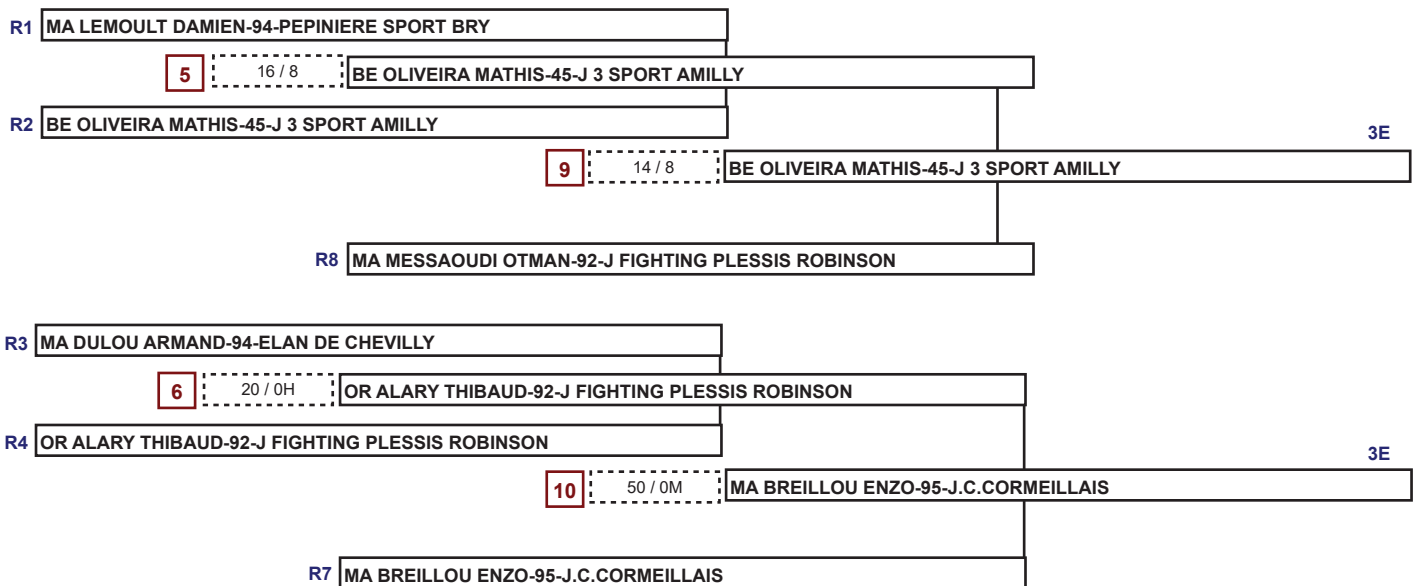 R1 MA LEMOULT DAMIEN-94-PEPINIERE SPORT BRY
5 16 / 8 BE OLIVEIRA MATHIS-45-J 3 SPORT AMILLY
R2 BE OLIVEIRA MATHIS-45-J 3 SPORT AMILLY
3E
9 14 / 8 BE OLIVEIRA MATHIS-45-J 3 SPORT AMILLY
R8 MA MESSAOUDI OTMAN-92-J FIGHTING PLESSIS ROBINSON
R3 MA DULOU ARMAND-94-ELAN DE CHEVILLY
6 20 / 0H OR ALARY THIBAUD-92-J FIGHTING PLESSIS ROBINSON
R4 OR ALARY THIBAUD-92-J FIGHTING PLESSIS ROBINSON
3E
10 50 / 0M MA BREILLOU ENZO-95-J.C.CORMEILLAIS
R7 MA BREILLOU ENZO-95-J.C.CORMEILLAIS